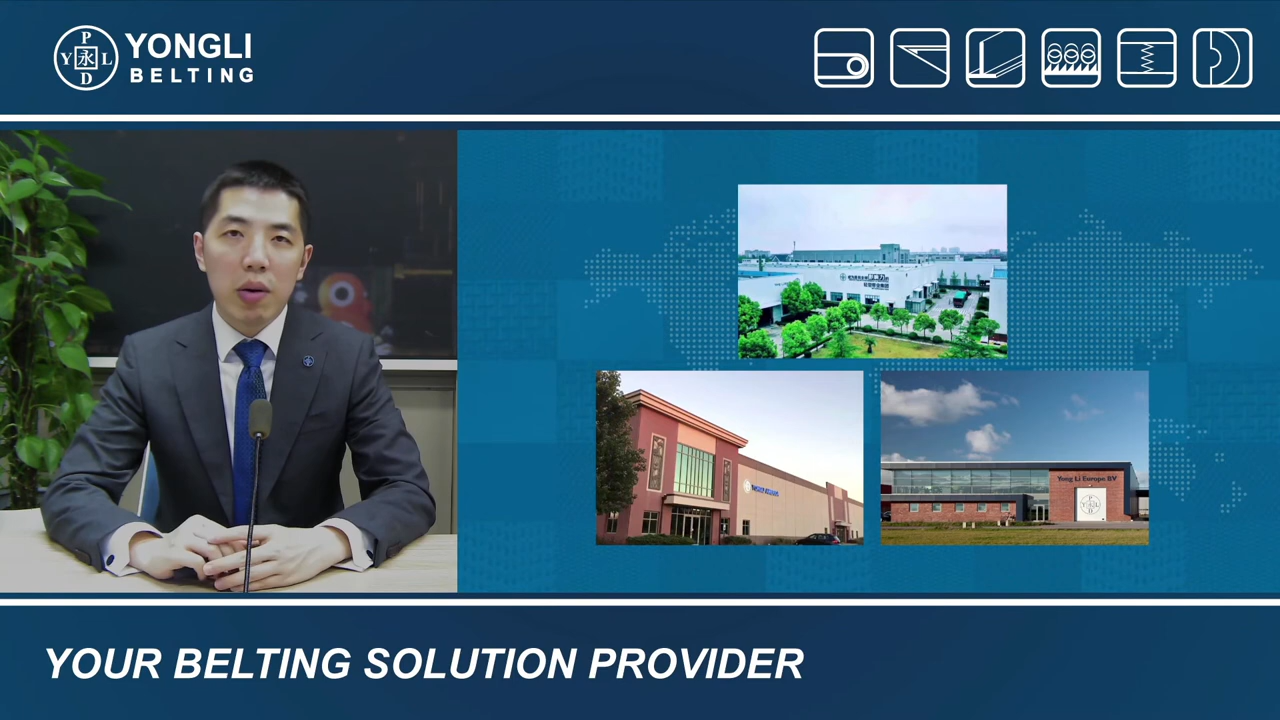 P
Y 永 L
D
YONGLI
BELTING
Yong Li Europe BV
P
Y L
D
YOUR BELTING SOLUTION PROVIDER